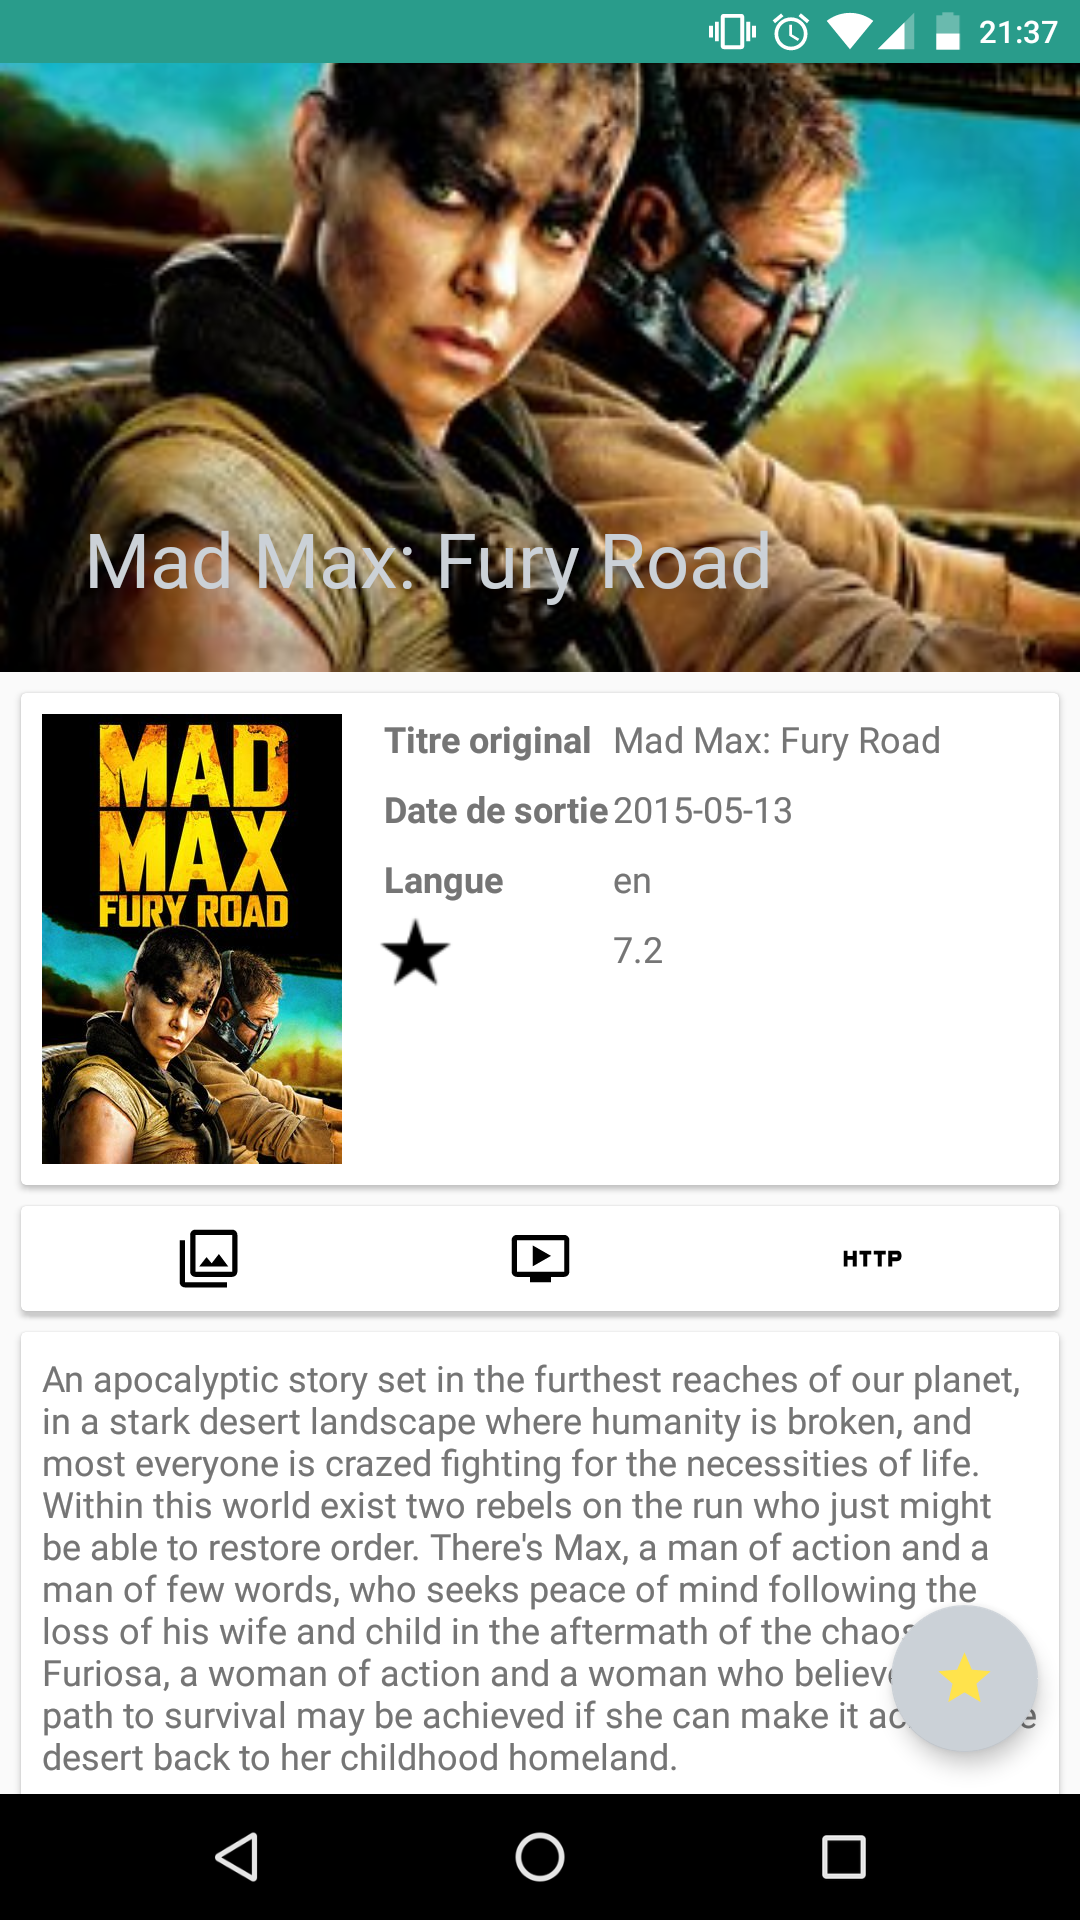 21:37
Mad Max: Fury Road
MAD
MAX
FURY ROAD
Titre original Mad Max: Fury Road
Date de sortie 2015-05-13
Langue en
7.2
HTTP
An apocalyptic story set in the furthest reaches of our planet,
in a stark desert landscape where humanity is broken, and
most everyone is crazed fighting for the necessities of life.
Within this world exist two rebels on the run who just might
be able to restore order. There's Max, a man of action and a
man of few words, who seeks peace of mind following the
loss of his wife and child in the aftermath of the chaos
Furiosa, a woman of action and a woman who believe
path to survival may be achieved if she can make it ac
desert back to her childhood homeland.